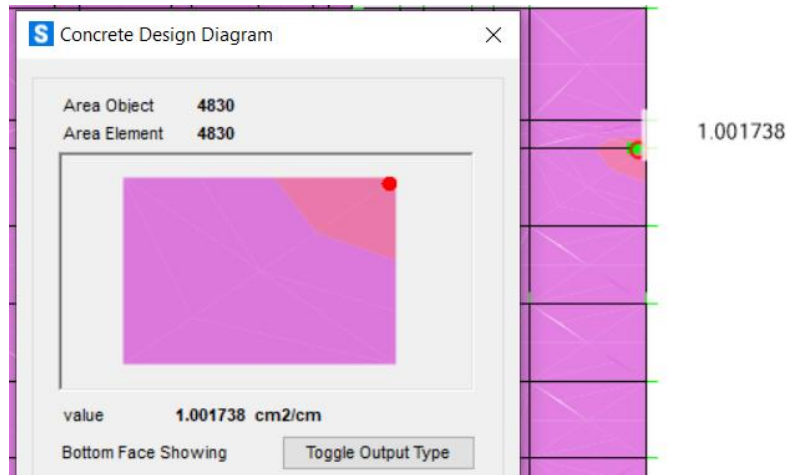 S Concrete Design Diagram
1.001738
Area Object 4830
Area Element 4830
value 1.001738 cm2/cm
Bottom Face Showing Toggle Output Type